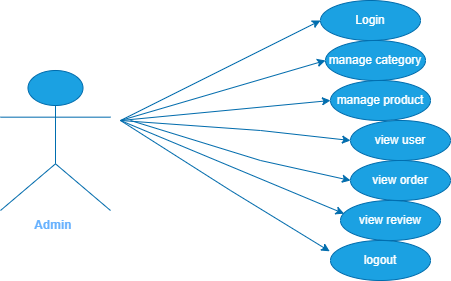 Login
manage category
manage product
view user
view order
view review
logout
Admin